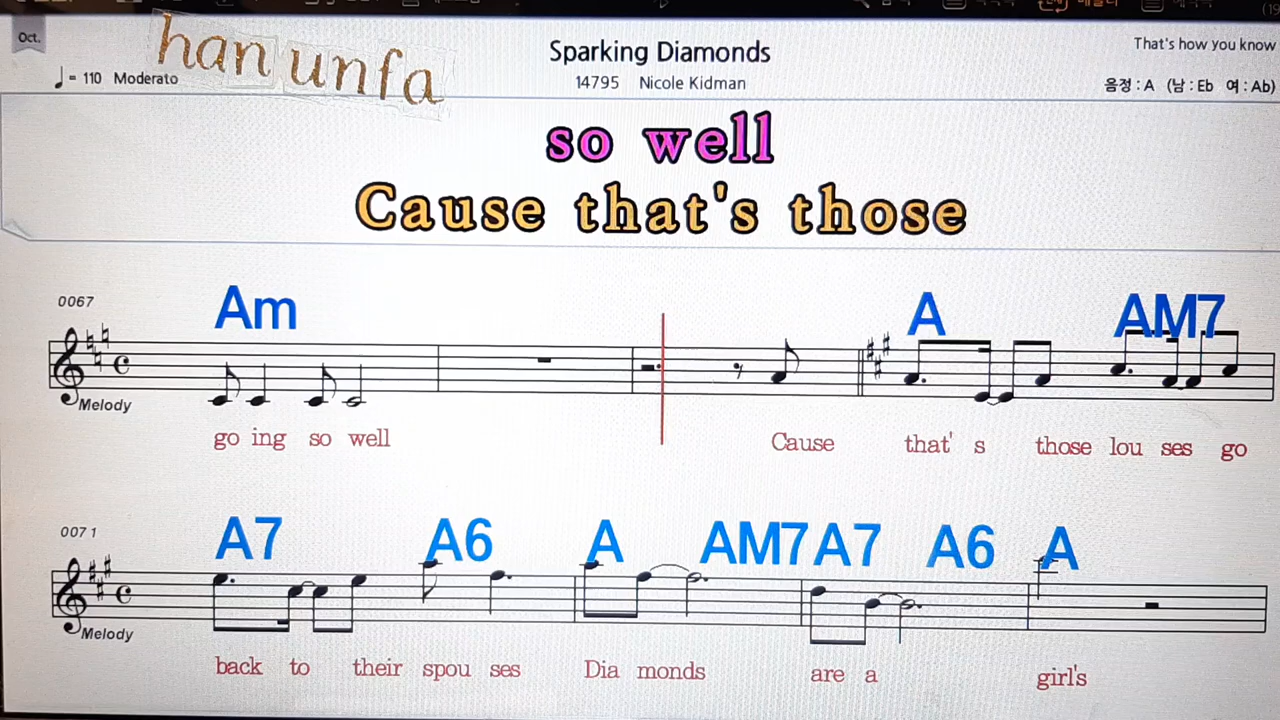 Oct.
han unfa
Sparking Diamonds
That's how you know
♩= 110 Moderato
14795 Nicole Kidman
음정 : A (남 : Eb 여 : Ab)
so well
Cause that's those
0067
Am A AM7
Melody
go ing so well Cause that' s those lou ses go
0071
A7 A6 A AM7 A7 A6 A
Melody
back to their spou ses Dia monds are a girl's